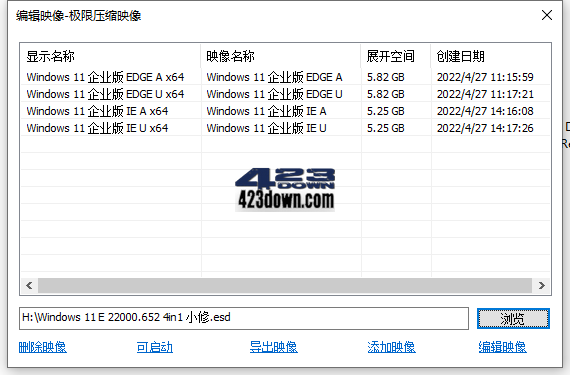 编辑映像-极限压缩映像
显示名称 映像名称 展开空间 创建日期
Windows 11 企业版 EDGE A x64 Windows 11 企业版 EDGE A 5.82 GB 2022/4/27 11:15:59
Windows 11 企业版 EDGE U x64 Windows 11 企业版 EDGE U 5.82 GB 2022/4/27 11:17:21
Windows 11 企业版 IE A x64 Windows 11 企业版 IE A 5.25 GB 2022/4/27 14:16:08
Windows 11 企业版 IE U x64 Windows 11 企业版 IE U 5.25 GB 2022/4/27 14:17:26
423
DOWN
423down.com
H:\Windows 11 E 22000.652 4in1 小修.esd 浏览
删除映像 可启动 导出映像 添加映像 编辑映像